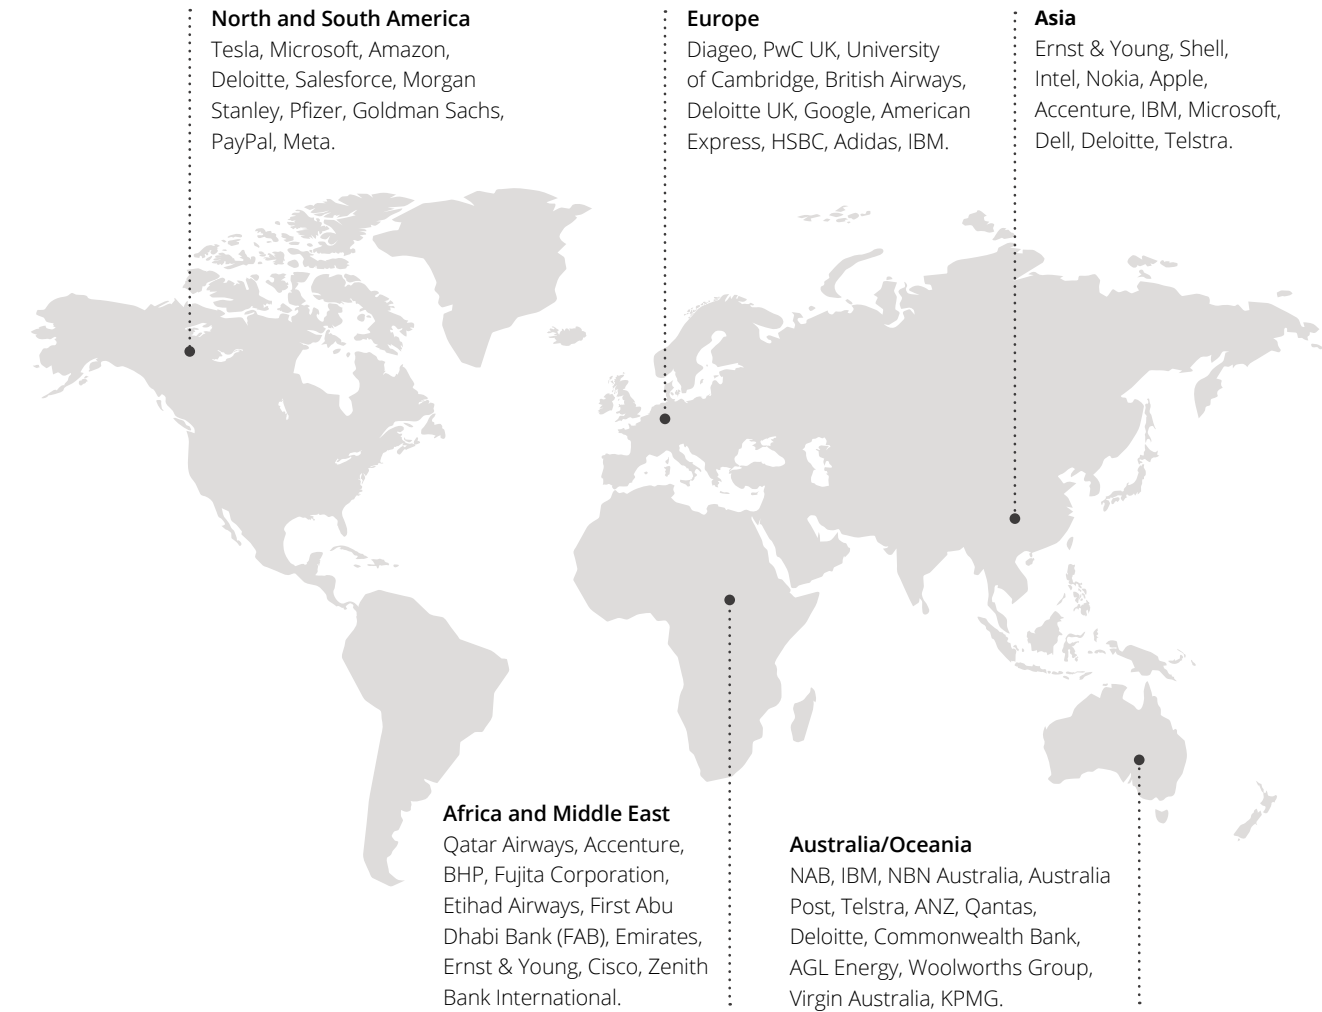 North and South America
Tesla, Microsoft, Amazon,
Deloitte, Salesforce, Morgan
Stanley, Pfizer, Goldman Sachs,
PayPal, Meta.
Europe
Diageo, PwC UK, University
of Cambridge, British Airways,
Deloitte UK, Google, American
Express, HSBC, Adidas, IBM.
Asia
Ernst & Young, Shell,
Intel, Nokia, Apple,
Accenture, IBM, Microsoft,
Dell, Deloitte, Telstra.
Africa and Middle East
Qatar Airways, Accenture,
BHP, Fujita Corporation,
Etihad Airways, First Abu
Dhabi Bank (FAB), Emirates,
Ernst & Young, Cisco, Zenith
Bank International.
Australia/Oceania
NAB, IBM, NBN Australia, Australia
Post, Telstra, ANZ, Qantas,
Deloitte, Commonwealth Bank,
AGL Energy, Woolworths Group,
Virgin Australia, KPMG.